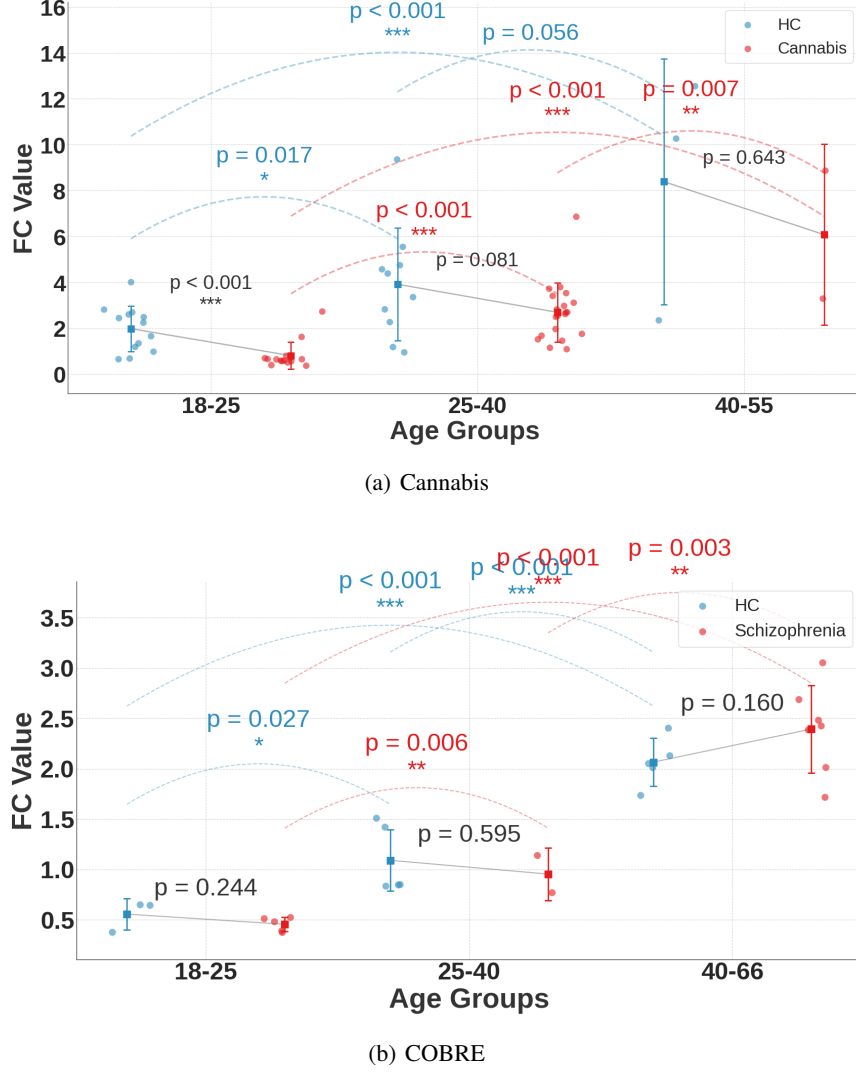 p < 0.001
***
p = 0.056
HC
Cannabis
p < 0.001
***
p = 0.007
**
p = 0.017
*
p = 0.643
p < 0.001
***
p = 0.081
p < 0.001
***
16
14
12
10
8
6
4
2
0
FC Value
18-25
25-40
40-55
Age Groups
(a) Cannabis
p < 0.001
***
p < 0.001
***
p < 0.001
***
p = 0.003
**
HC
Schizophrenia
p = 0.027
*
p = 0.006
**
p = 0.160
p = 0.595
p = 0.244
3.5
3.0
2.5
2.0
1.5
1.0
0.5
FC Value
18-25
25-40
40-66
Age Groups
(b) COBRE